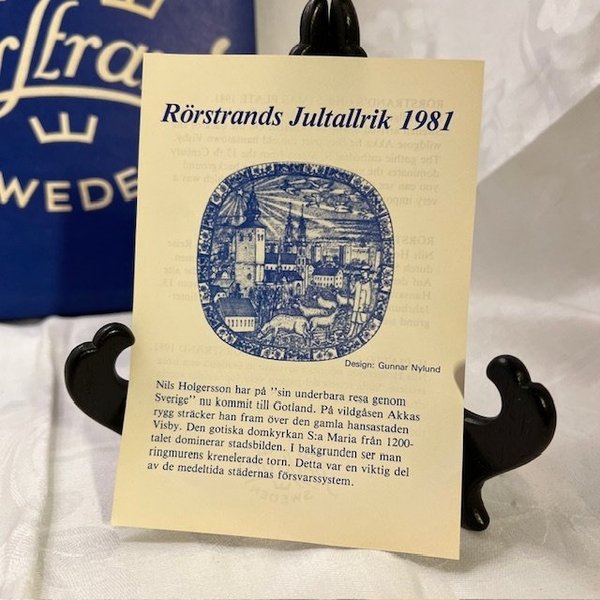 rstrand
SWEDEN
Rörstrands Jultallrik 1981
Design: Gunnar Nylund
Nils Holgersson har på "sin underbara resa genom
Sverige" nu kommit till Gotland. På vildgåsen Akkas
rygg sträcker han fram över den gamla hansastaden
Visby. Den gotiska domkyrkan S:a Maria från 1200-
talet dominerar stadsbilden. I bakgrunden ser man
ringmurens krenelerade torn. Detta var en viktig del
av de medeltida städernas försvarssystem.